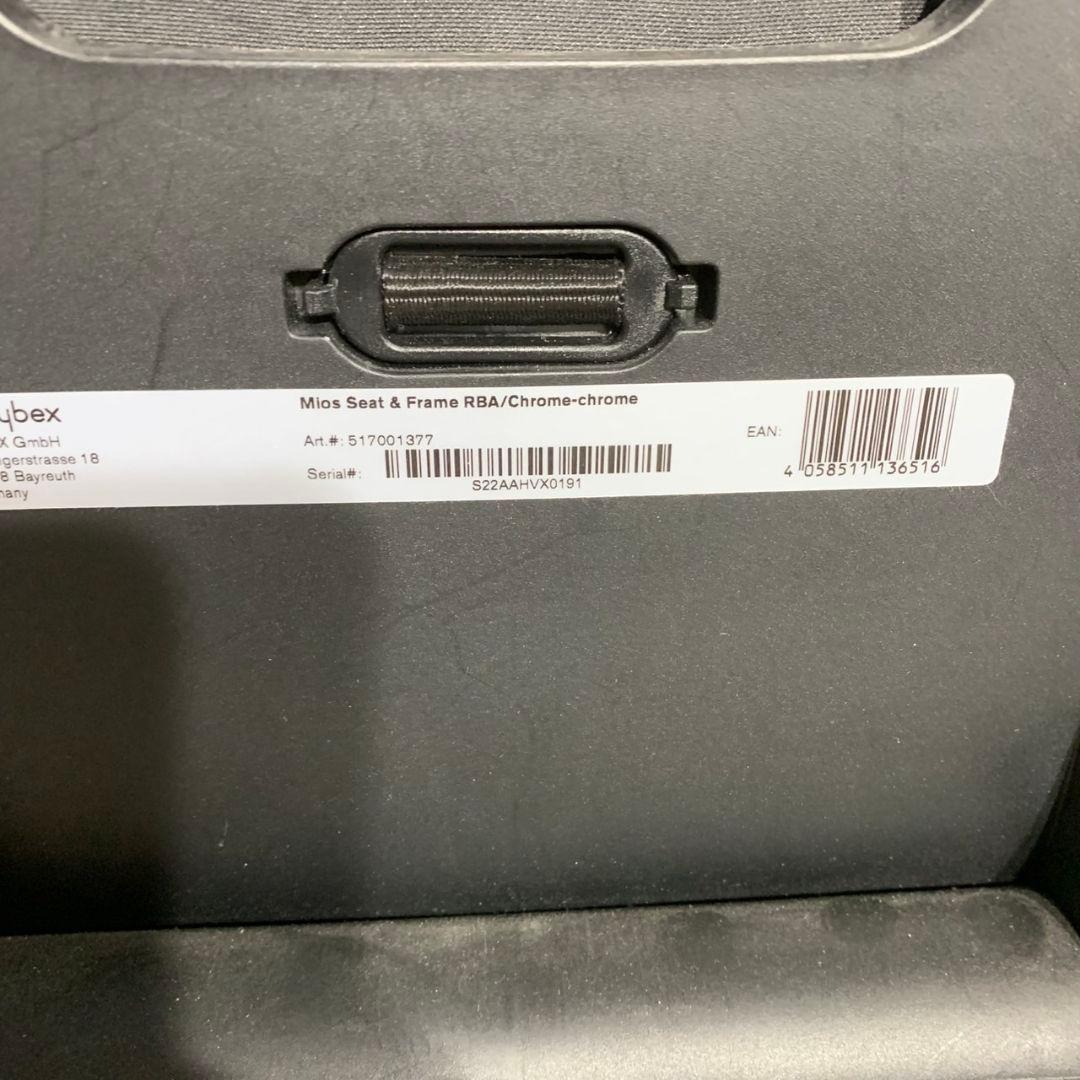 ybex
X GmbH
gerstrasse 18
8 Bayreuth
many
Mios Seat & Frame RBA/Chrome-chrome
Art.#: 517001377
Serial#:
S22AAHVX0191
EAN:
4 058511 136516